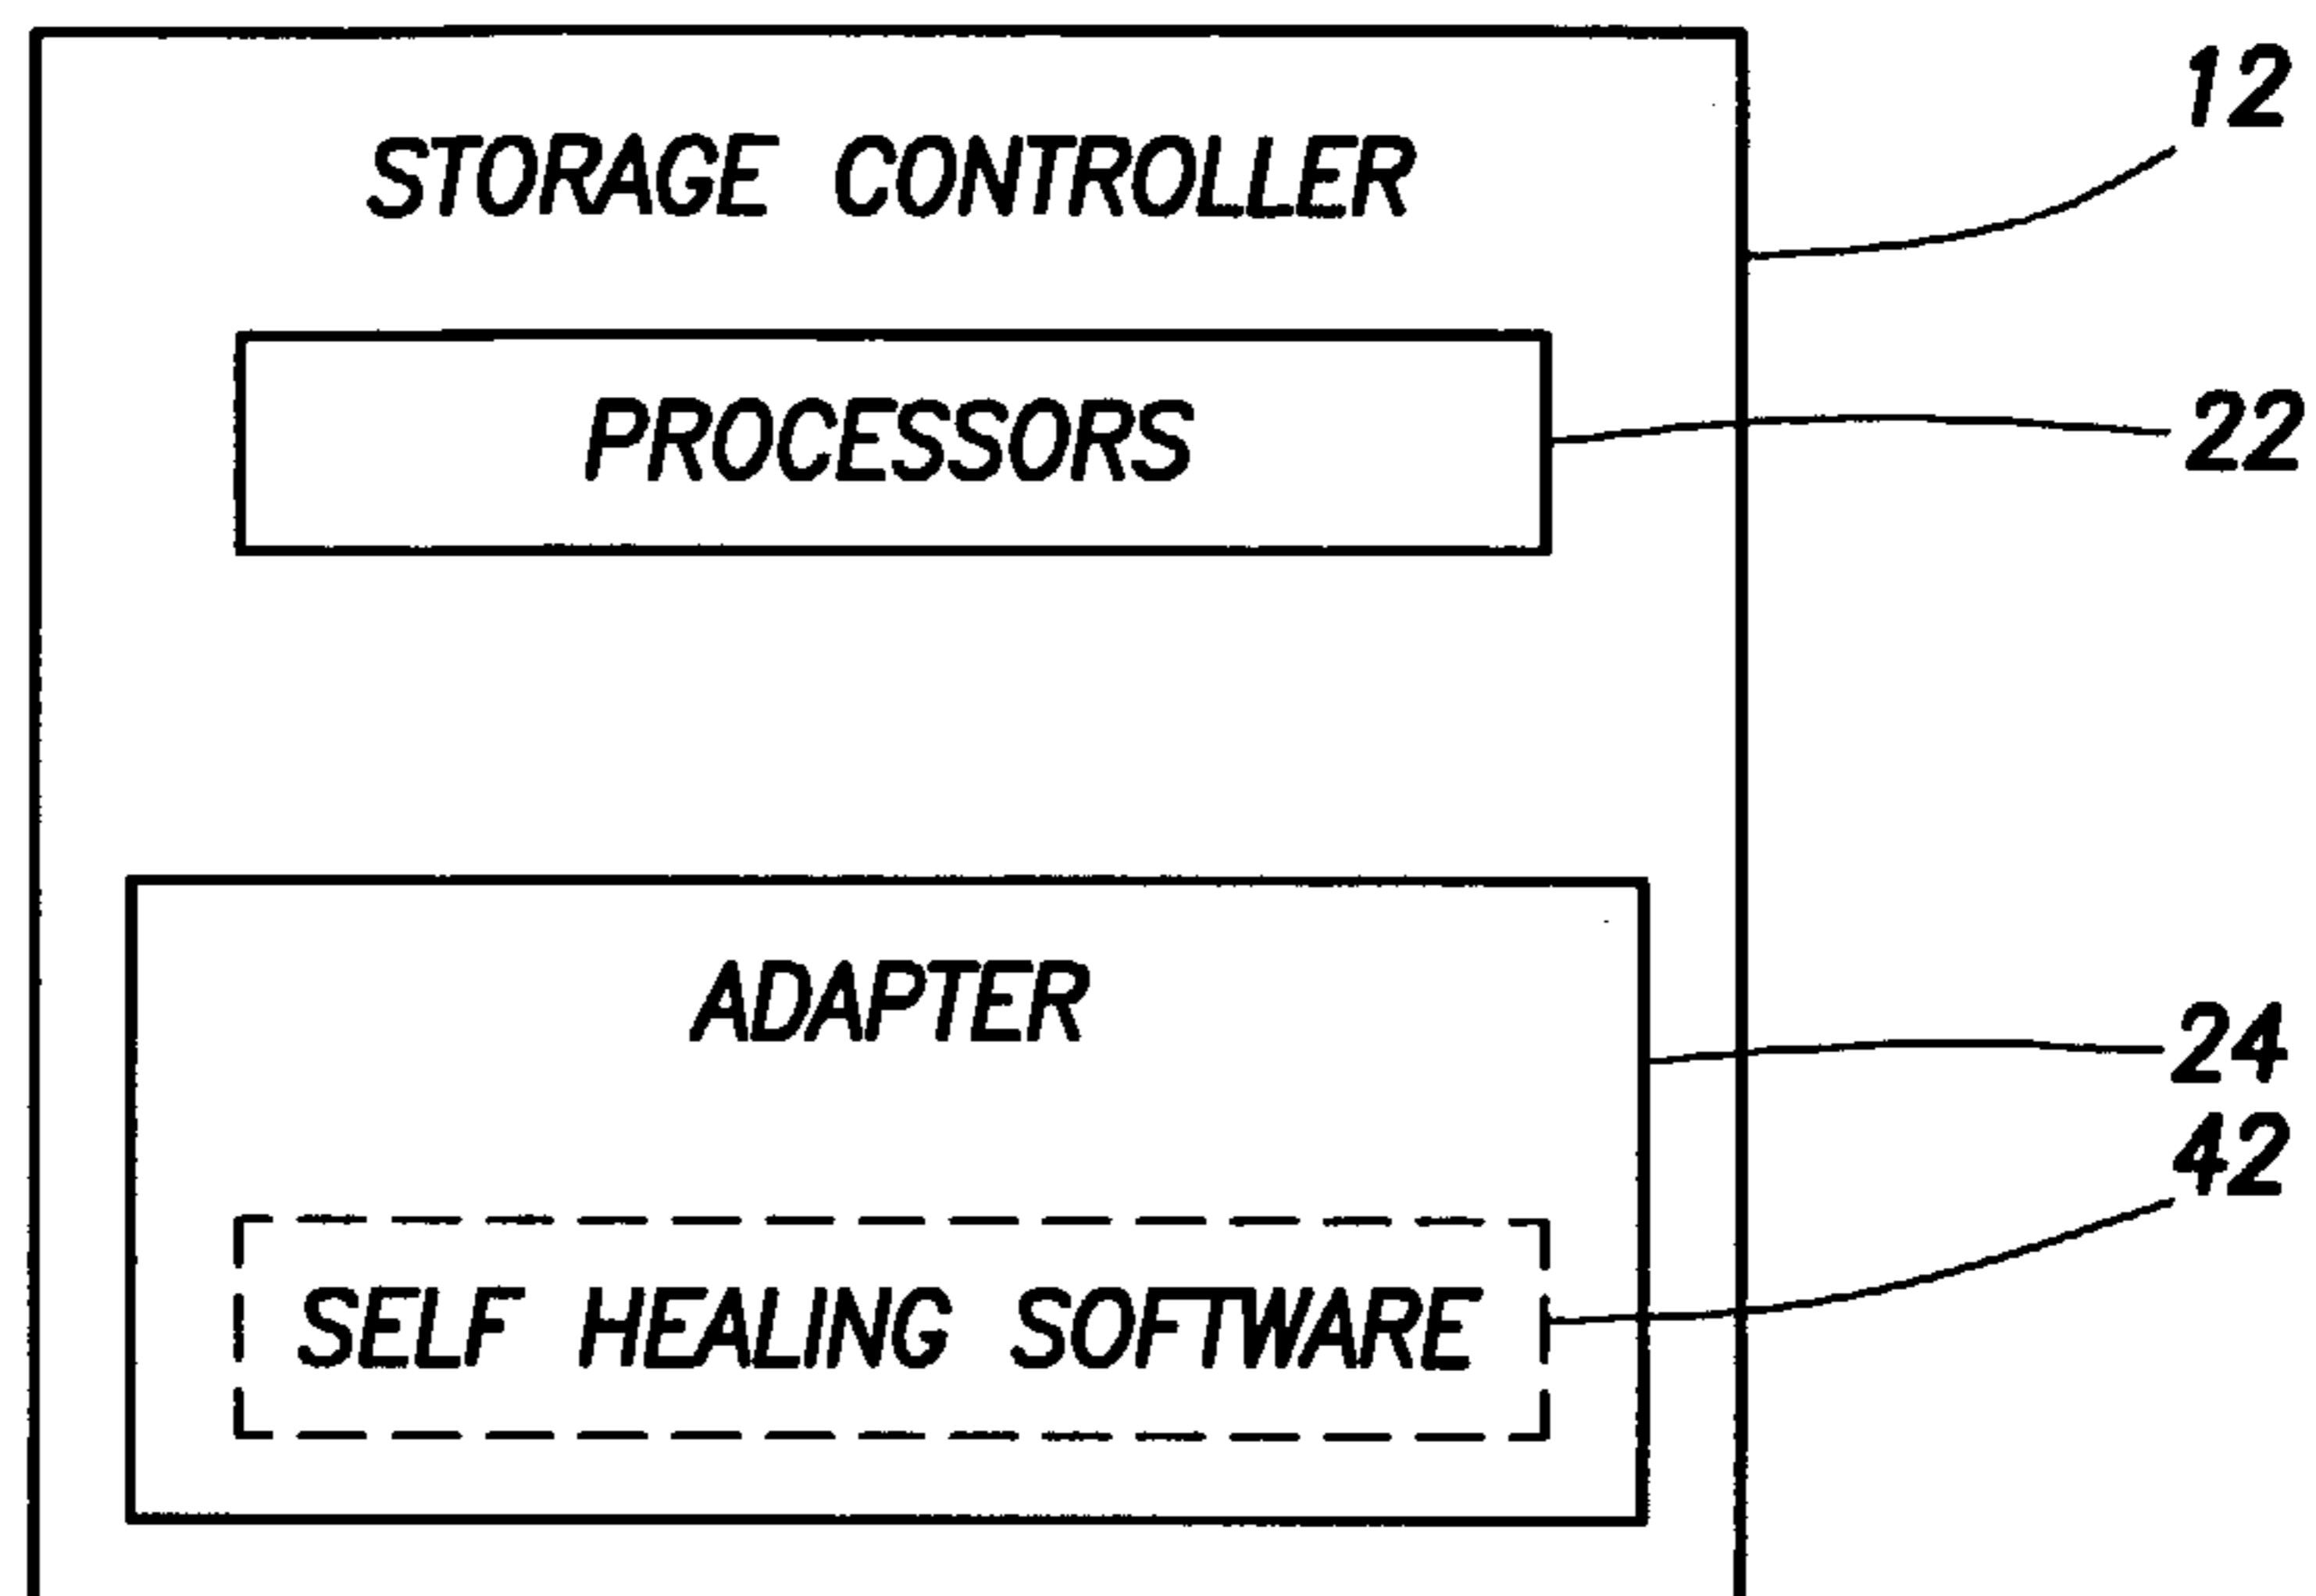 12
STORAGE CONTROLLER
PROCESSORS
22
ADAPTER
24
42
SELF HEALING SOFTWARE